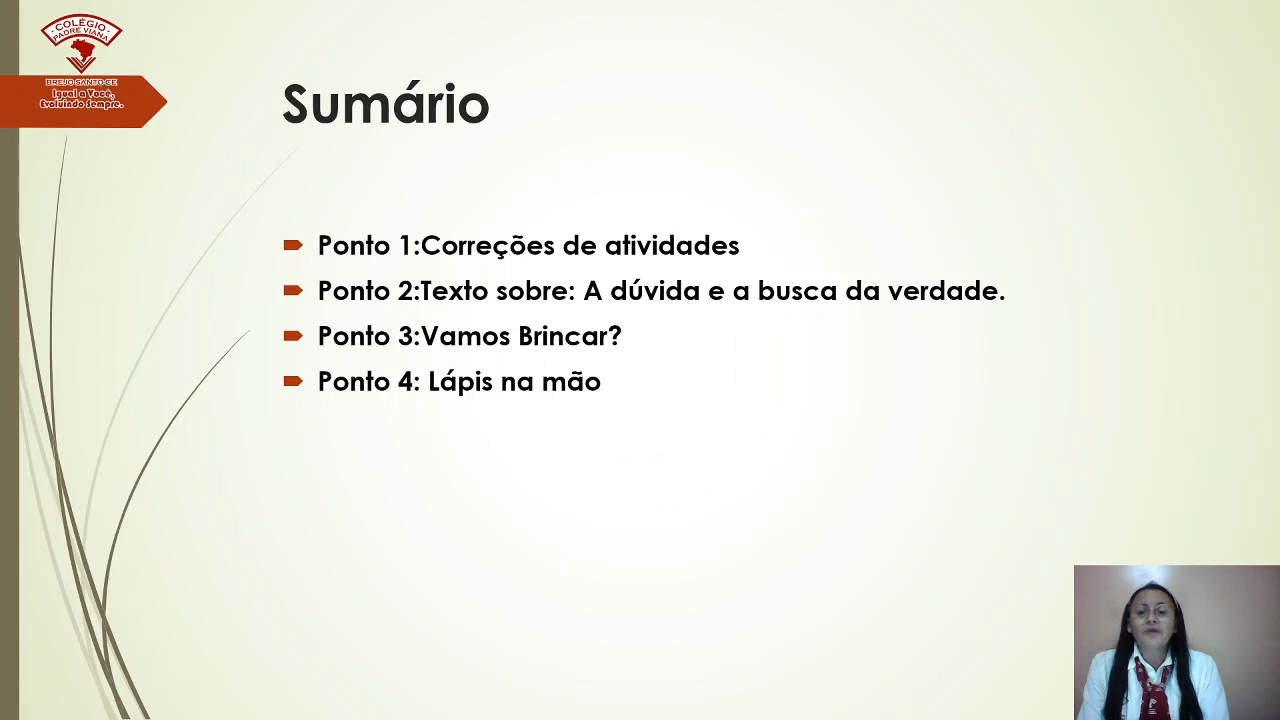 COLÉGIO
PADRE VIANA
BREJO SANTO-CE
Igual a Você,
Evoluindo Sempre.
Sumário
Ponto 1:Correções de atividades
Ponto 2:Texto sobre: A dúvida e a busca da verdade.
Ponto 3:Vamos Brincar?
Ponto 4: Lápis na mão